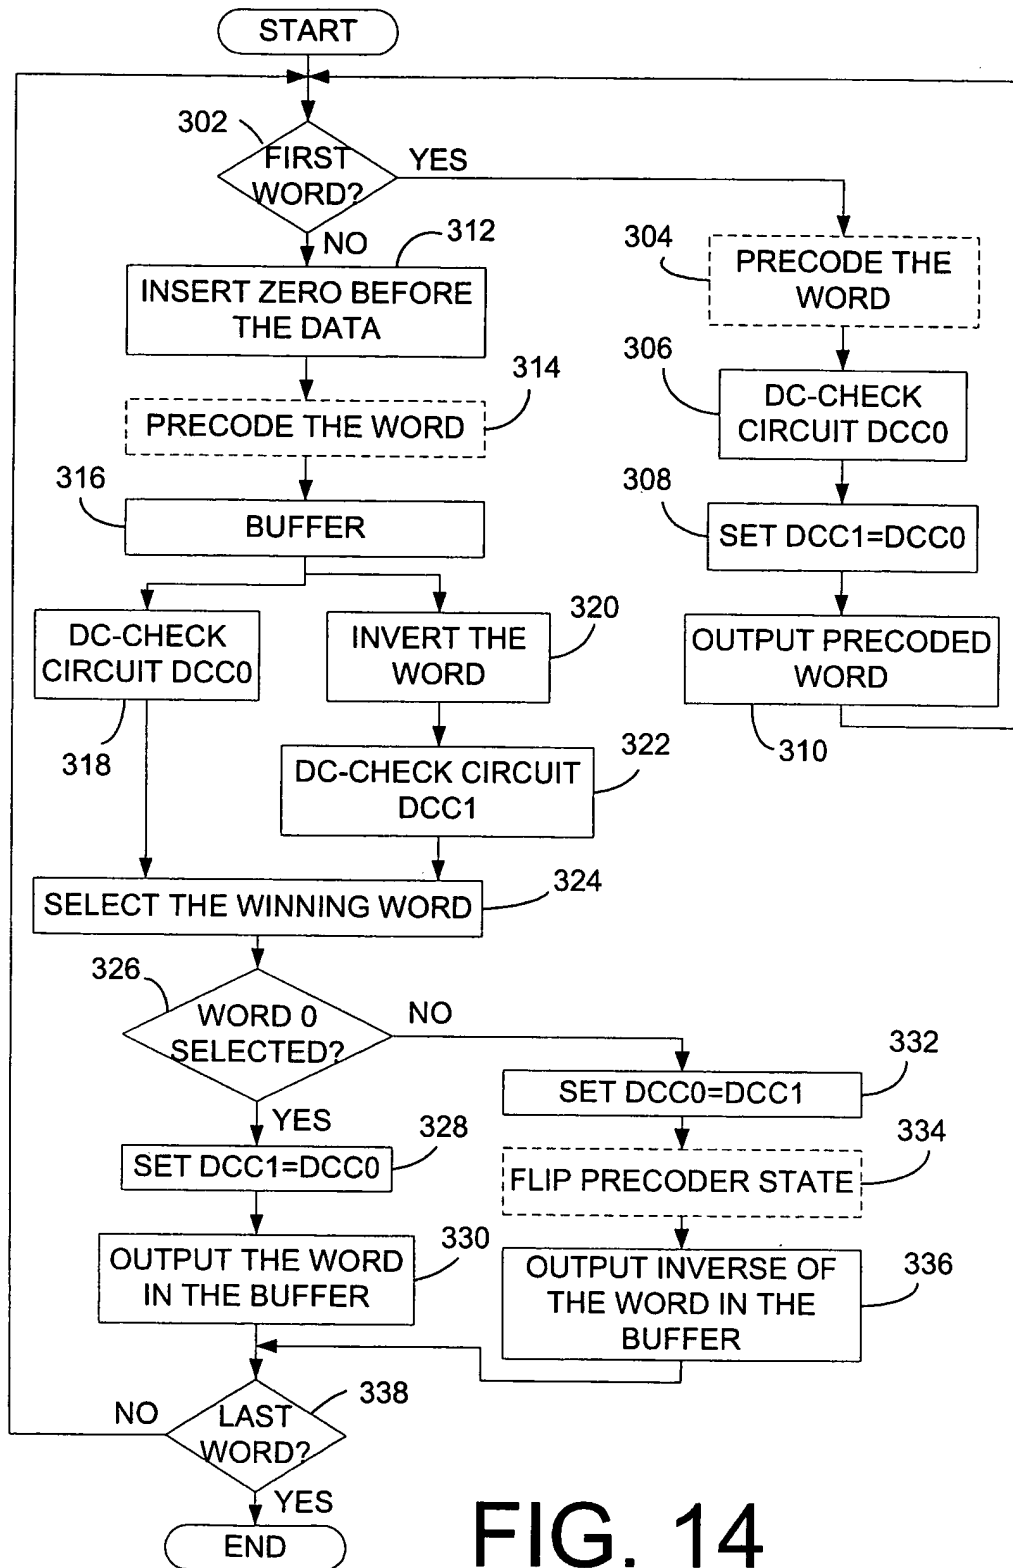 START
302
FIRST
WORD?
YES
NO
312
INSERT ZERO BEFORE
THE DATA
304
PRECODE THE
WORD
314
PRECODE THE WORD
306
DC-CHECK
CIRCUIT DCC0
316
BUFFER
308
SET DCC1=DCC0
DC-CHECK
CIRCUIT DCC0
318
320
INVERT THE
WORD
OUTPUT PRECODED
WORD
310
322
DC-CHECK CIRCUIT
DCC1
SELECT THE WINNING WORD
324
326
WORD 0
SELECTED?
NO
YES
332
SET DCC0=DCC1
328
SET DCC1=DCC0
334
FLIP PRECODER STATE
330
OUTPUT THE WORD
IN THE BUFFER
336
OUTPUT INVERSE OF
THE WORD IN THE
BUFFER
338
LAST
WORD?
NO
YES
END
FIG. 14